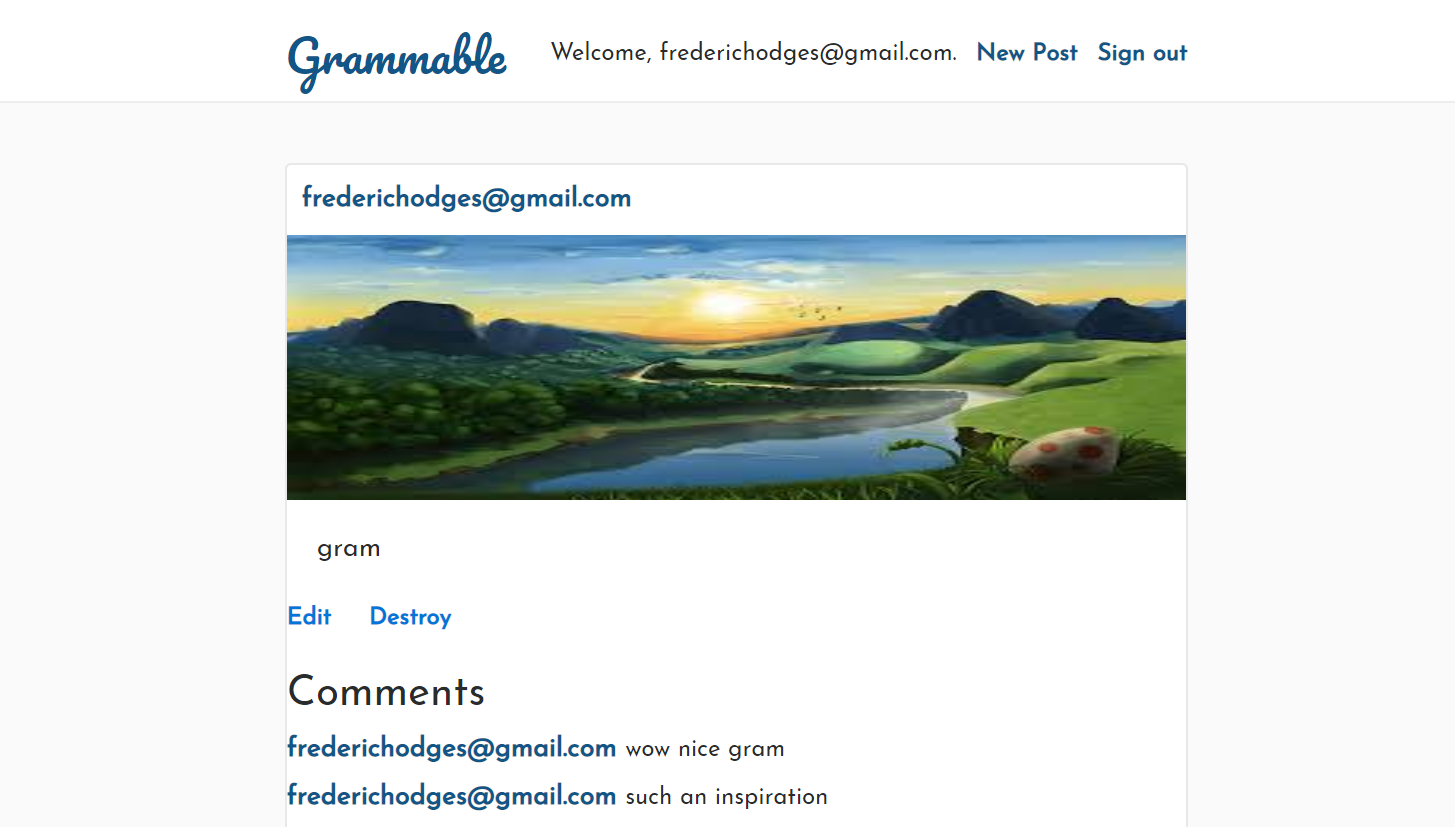 Grammable Welcome, frederichodges@gmail.com. New Post Sign out
frederichodges@gmail.com
gram
Edit Destroy
Comments
frederichodges@gmail.com wow nice gram
frederichodges@gmail.com such an inspiration